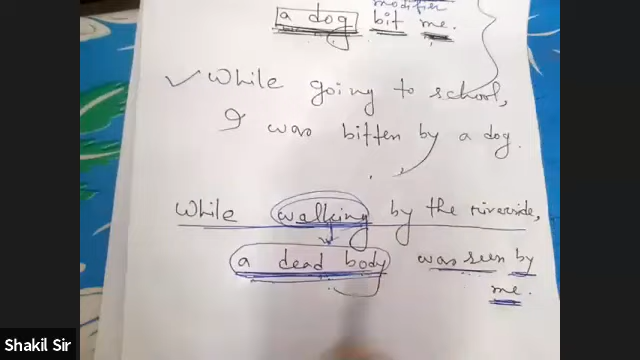 modifier
a dog bit me.
While going to school,
I was bitten by a dog.
While walking by the riverside,
a dead body was seen by
me.
Shakil Sir